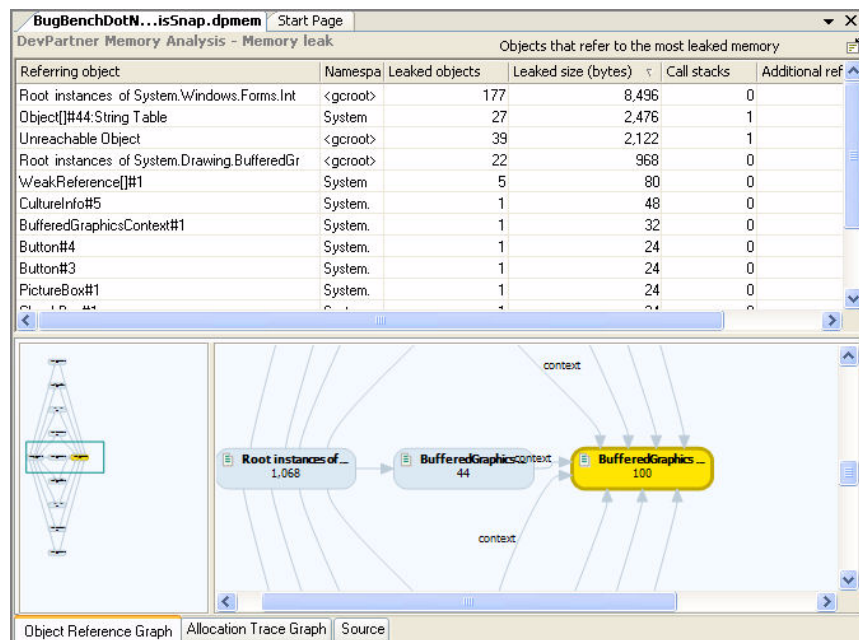 BugBenchDotN...isSnap.dpmem Start Page
DevPartner Memory Analysis - Memory leak
Objects that refer to the most leaked memory
Referring object Namespa Leaked objects Leaked size (bytes) Call stacks Additional ref
Root instances of System.Windows.Forms.Int <gcroot> 177 8,496 0
Object[]#44:String Table System 27 2,476 1
Unreachable Object <gcroot> 39 2,122 1
Root instances of System.Drawing.BufferedGr <gcroot> 22 968 0
WeakReference[]#1 System 5 80 0
CultureInfo#5 System. 1 48 0
BufferedGraphicsContext#1 System. 1 32 0
Button#4 System. 1 24 0
Button#3 System. 1 24 0
PictureBox#1 System. 1 24 0
context
Root instances of ...
1,068
BufferedGraphics...
44
context
BufferedGraphics ...
100
context
Object Reference Graph Allocation Trace Graph Source